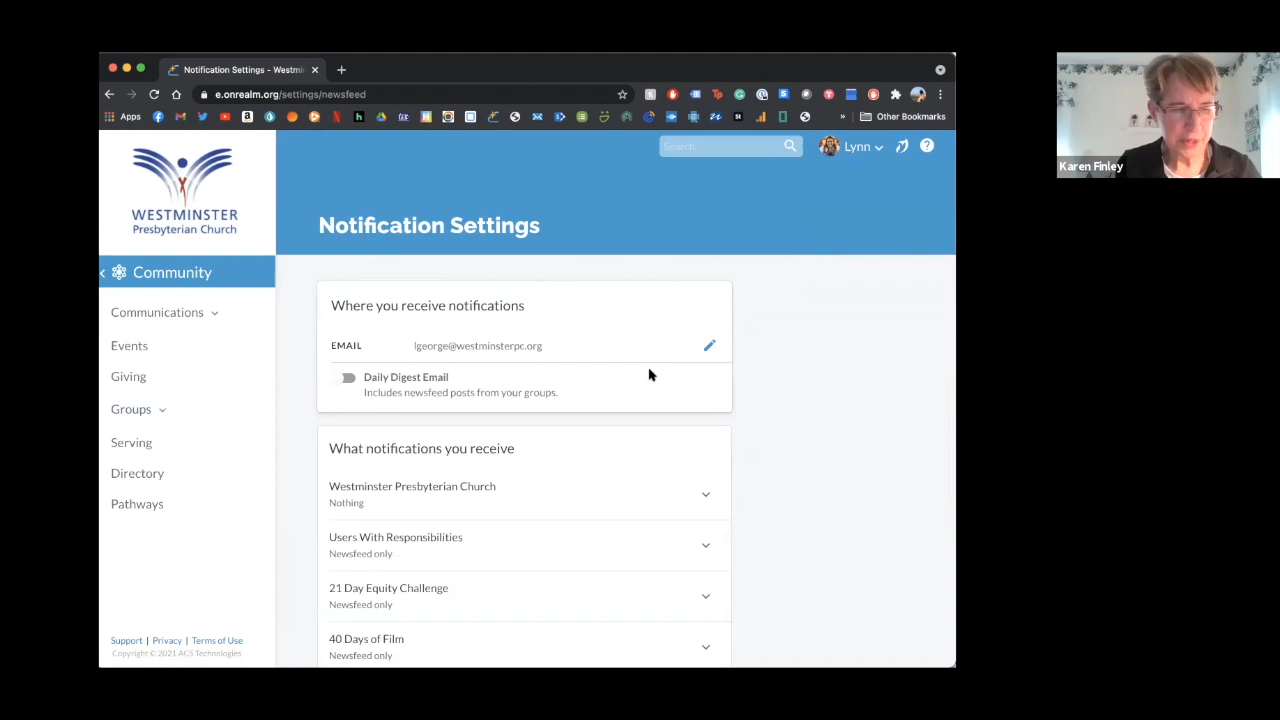 Notification Settings - Westmi
e.onrealm.org/settings/newsfeed
Apps
»
Other Bookmarks
WESTMINSTER
Presbyterian Church
Search
Lynn
Notification Settings
Community
Communications
Events
Giving
Groups
Serving
Directory
Pathways
Support | Privacy | Terms of Use
Copyright © 2021 ACS Technologies
Where you receive notifications
EMAIL lgeorge@westminsterpc.org
Daily Digest Email
Includes newsfeed posts from your groups.
What notifications you receive
Westminster Presbyterian Church
Nothing
Users With Responsibilities
Newsfeed only
21 Day Equity Challenge
Newsfeed only
40 Days of Film
Newsfeed only
Karen Finley